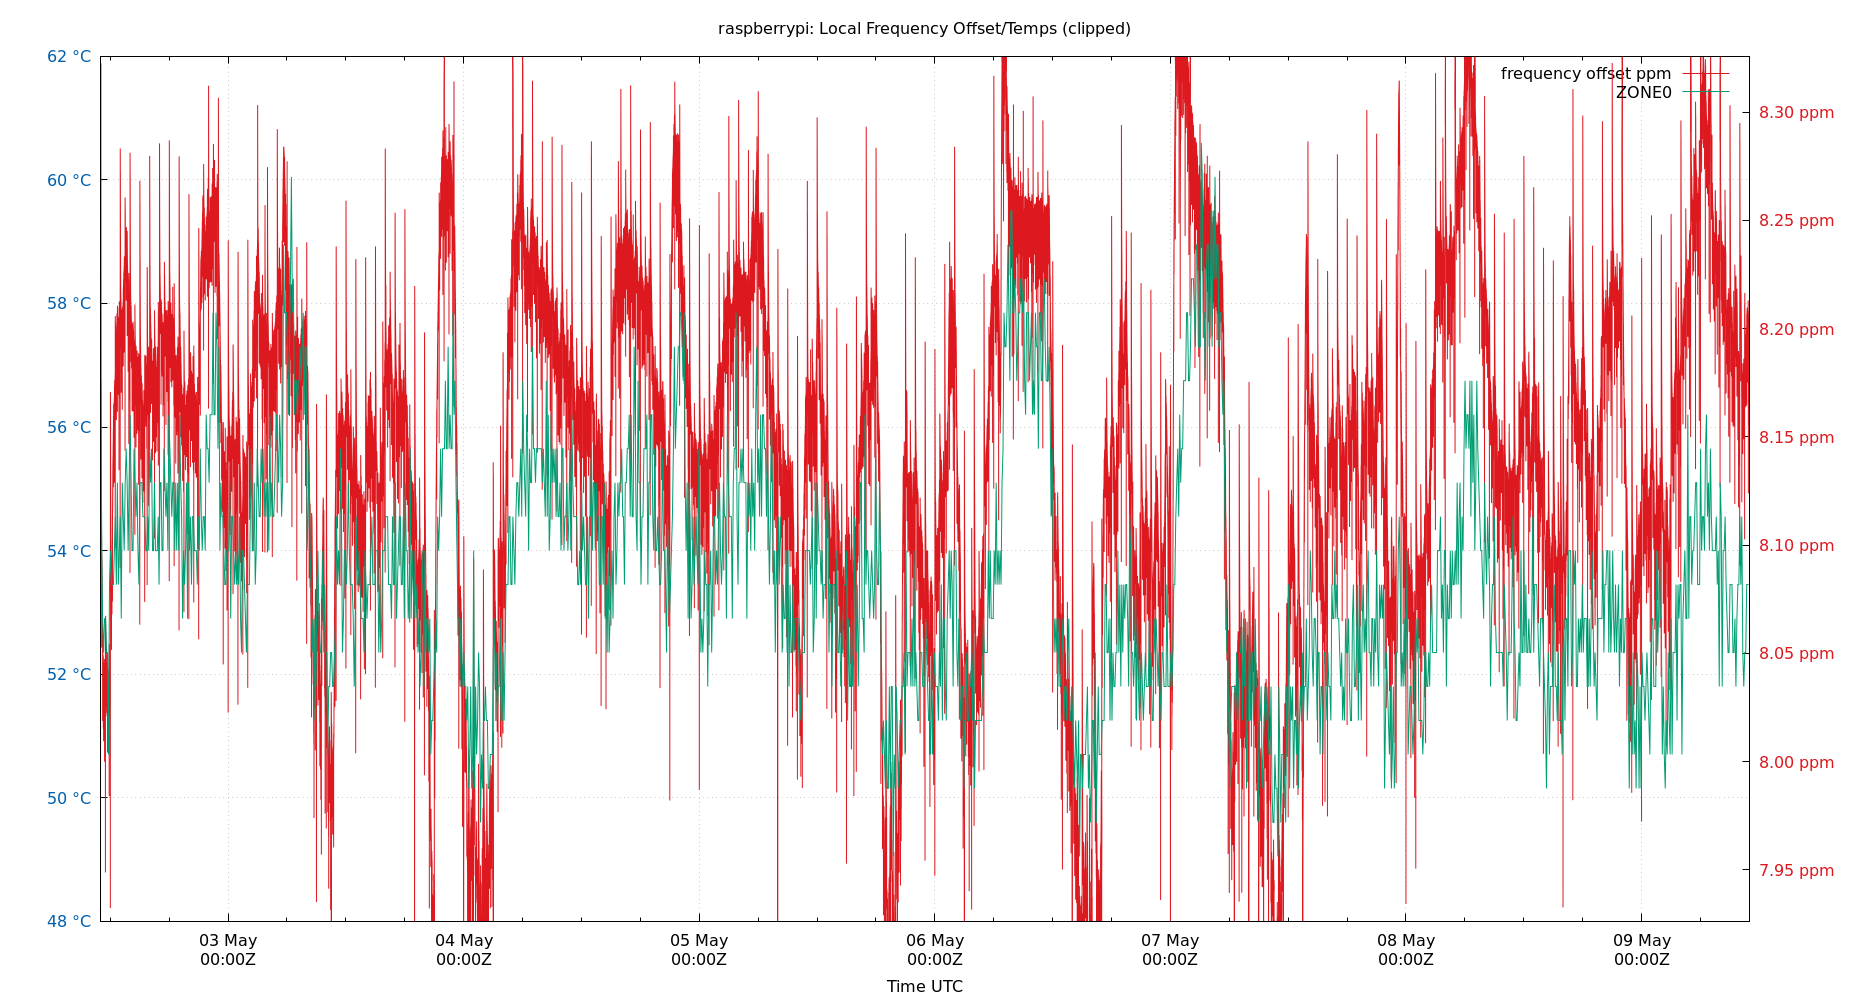 raspberrypi: Local Frequency Offset/Temps (clipped)
62 °C
60 °C
58 °C
56 °C
54 °C
52 °C
50 °C
48 °C
frequency offset ppm
ZONE0
8.30 ppm
8.25 ppm
8.20 ppm
8.15 ppm
8.10 ppm
8.05 ppm
8.00 ppm
7.95 ppm
03 May
00:00Z
04 May
00:00Z
05 May
00:00Z
06 May
00:00Z
07 May
00:00Z
08 May
00:00Z
09 May
00:00Z
Time UTC